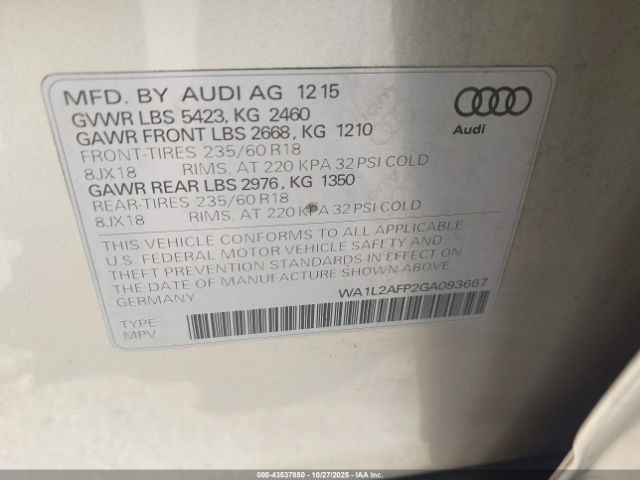 MFD. BY AUDI AG 1215
GVWR LBS 5423, KG 2460
GAWR FRONT LBS 2668, KG 1210
FRONT-TIRES 235/60 R18
8JX18 RIMS. AT 220 KPA 32 PSI COLD
GAWR REAR LBS 2976, KG 1350
REAR-TIRES 235/60 R18
8JX18 RIMS. AT 220 KPA 32 PSI COLD
THIS VEHICLE CONFORMS TO ALL APPLICABLE
U.S. FEDERAL MOTOR VEHICLE SAFETY AND
THEFT PREVENTION STANDARDS IN EFFECT ON
THE DATE OF MANUFACTURE SHOWN ABOVE
GERMANY
WA1L2AFP2GA093667
TYPE
MPV
Audi
000-43537850 | 10/27/2025 | IAAI.COM